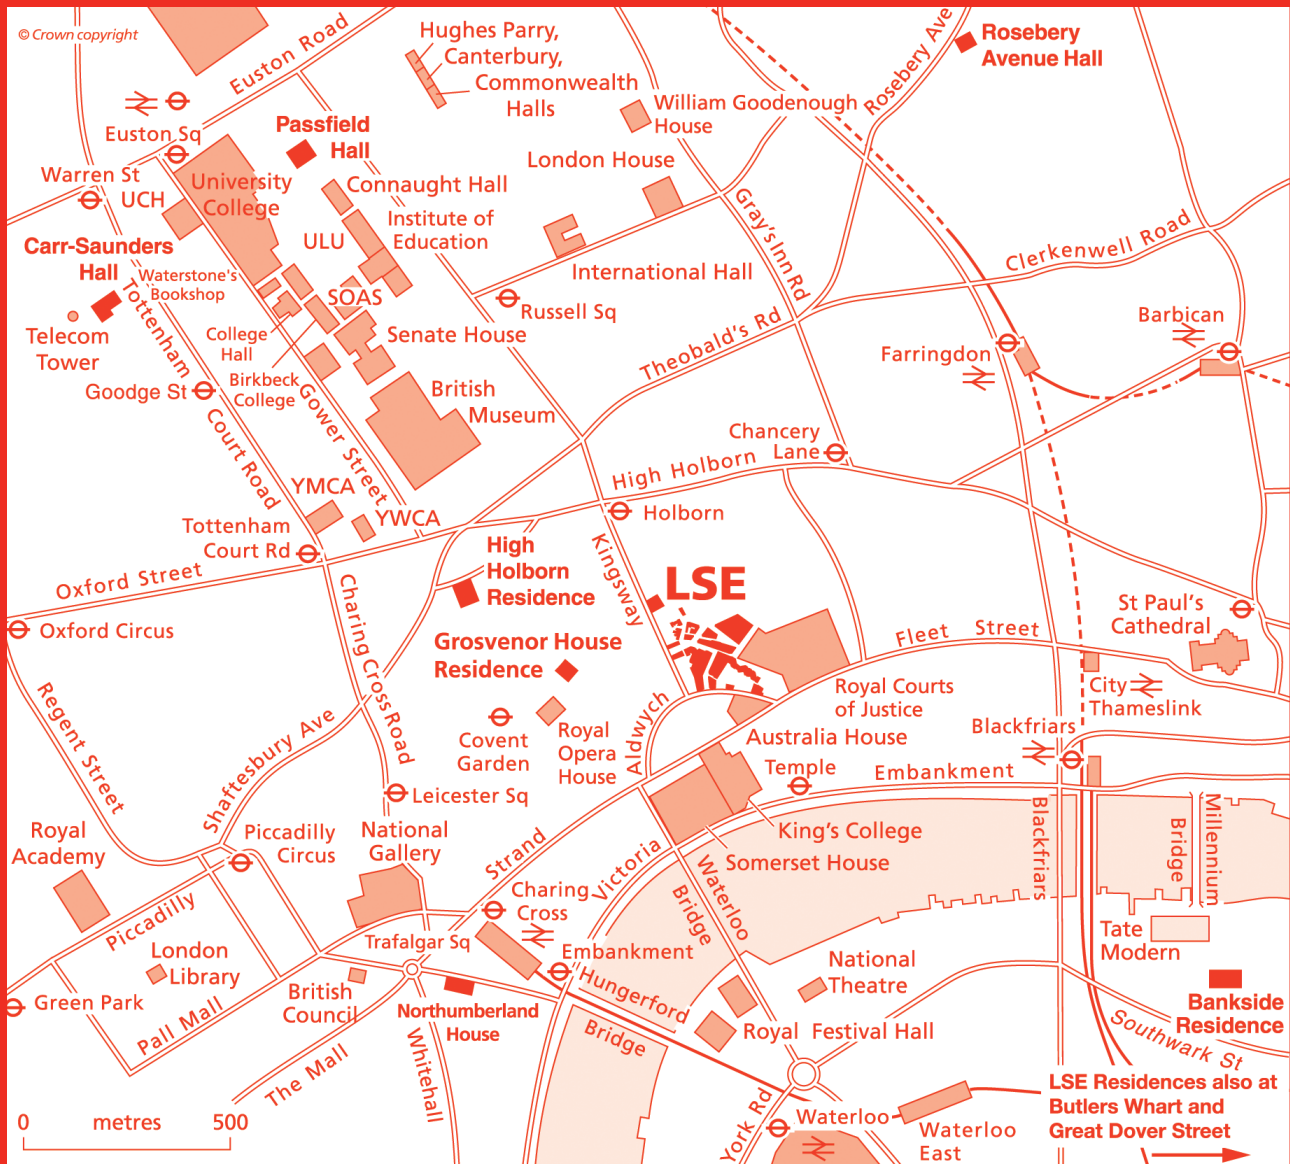 © Crown copyright
Euston Road
Hughes Parry,
Canterbury,
Commonwealth
Halls
Rosebery Ave
Rosebery
Avenue Hall
William Goodenough
House
Euston Sq
Passfield
Hall
London House
Warren St
UCH
University
College
Connaught Hall
Institute of
Education
ULU
Gray's Inn Rd
Clerkenwell Road
Carr-Saunders
Hall
Waterstone's
Bookshop
International Hall
SOAS
Russell Sq
Telecom
Tower
College
Hall
Senate House
Theobald's Rd
Barbican
Farringdon
Goodge St
Birkbeck
College
British
Museum
Tottenham
Court Road
Gower Street
Chancery
Lane
High Holborn
YMCA
YWCA
Holborn
Tottenham
Court Rd
High
Holborn
Residence
Kingsway
LSE
Oxford Street
Oxford Circus
Charing Cross Road
Grosvenor House
Residence
Fleet Street
St Paul's
Cathedral
Regent Street
Shaftesbury Ave
Covent
Garden
Royal
Opera
House
Aldwych
Royal Courts
of Justice
Australia House
City
Thameslink
Blackfriars
Temple
Embankment
Leicester Sq
Royal
Academy
Piccadilly
Circus
National
Gallery
Strand
Victoria
King's College
Somerset House
Blackfriars
Millennium
Bridge
Waterloo
Bridge
Piccadilly
Charing
Cross
Trafalgar Sq
London
Library
Embankment
Tate
Modern
Green Park
Pall Mall
British
Council
Northumberland
House
Hungerford
Bridge
National
Theatre
Royal Festival Hall
Bankside
Residence
Southwark St
The Mall
Whitehall
York Rd
Waterloo
Waterloo
East
LSE Residences also at
Butlers Whart and
Great Dover Street
0 metres 500